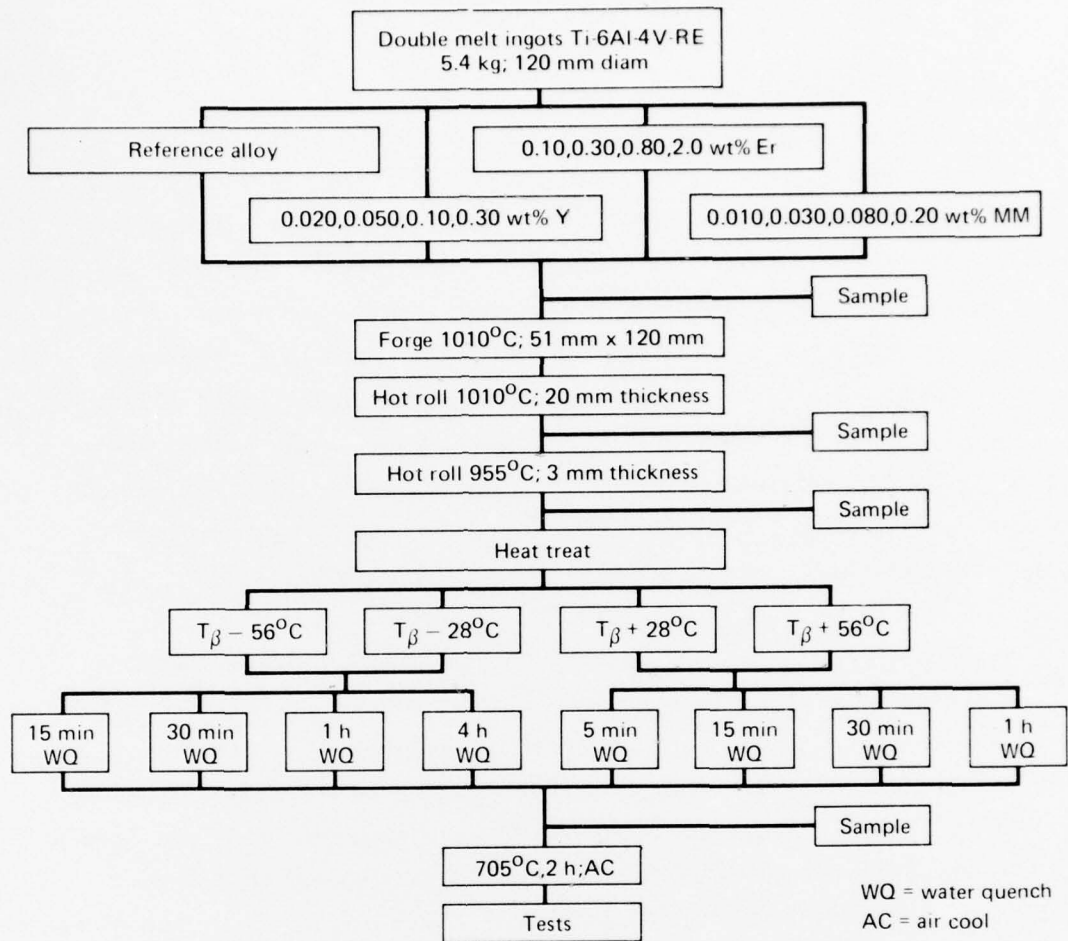 Double melt ingots Ti-6Al-4V-RE
5.4 kg; 120 mm diam
Reference alloy
0.10,0.30,0.80,2.0 wt% Er
0.020,0.050,0.10,0.30 wt% Y
0.010,0.030,0.080,0.20 wt% MM
Sample
Forge 1010°C; 51 mm x 120 mm
Hot roll 1010°C; 20 mm thickness
Sample
Hot roll 955°C; 3 mm thickness
Sample
Heat treat
Tβ − 56°C
Tβ − 28°C
Tβ + 28°C
Tβ + 56°C
15 min
WQ
30 min
WQ
1 h
WQ
4 h
WQ
5 min
WQ
15 min
WQ
30 min
WQ
1 h
WQ
Sample
705°C,2 h;AC
Tests
WQ = water quench
AC = air cool